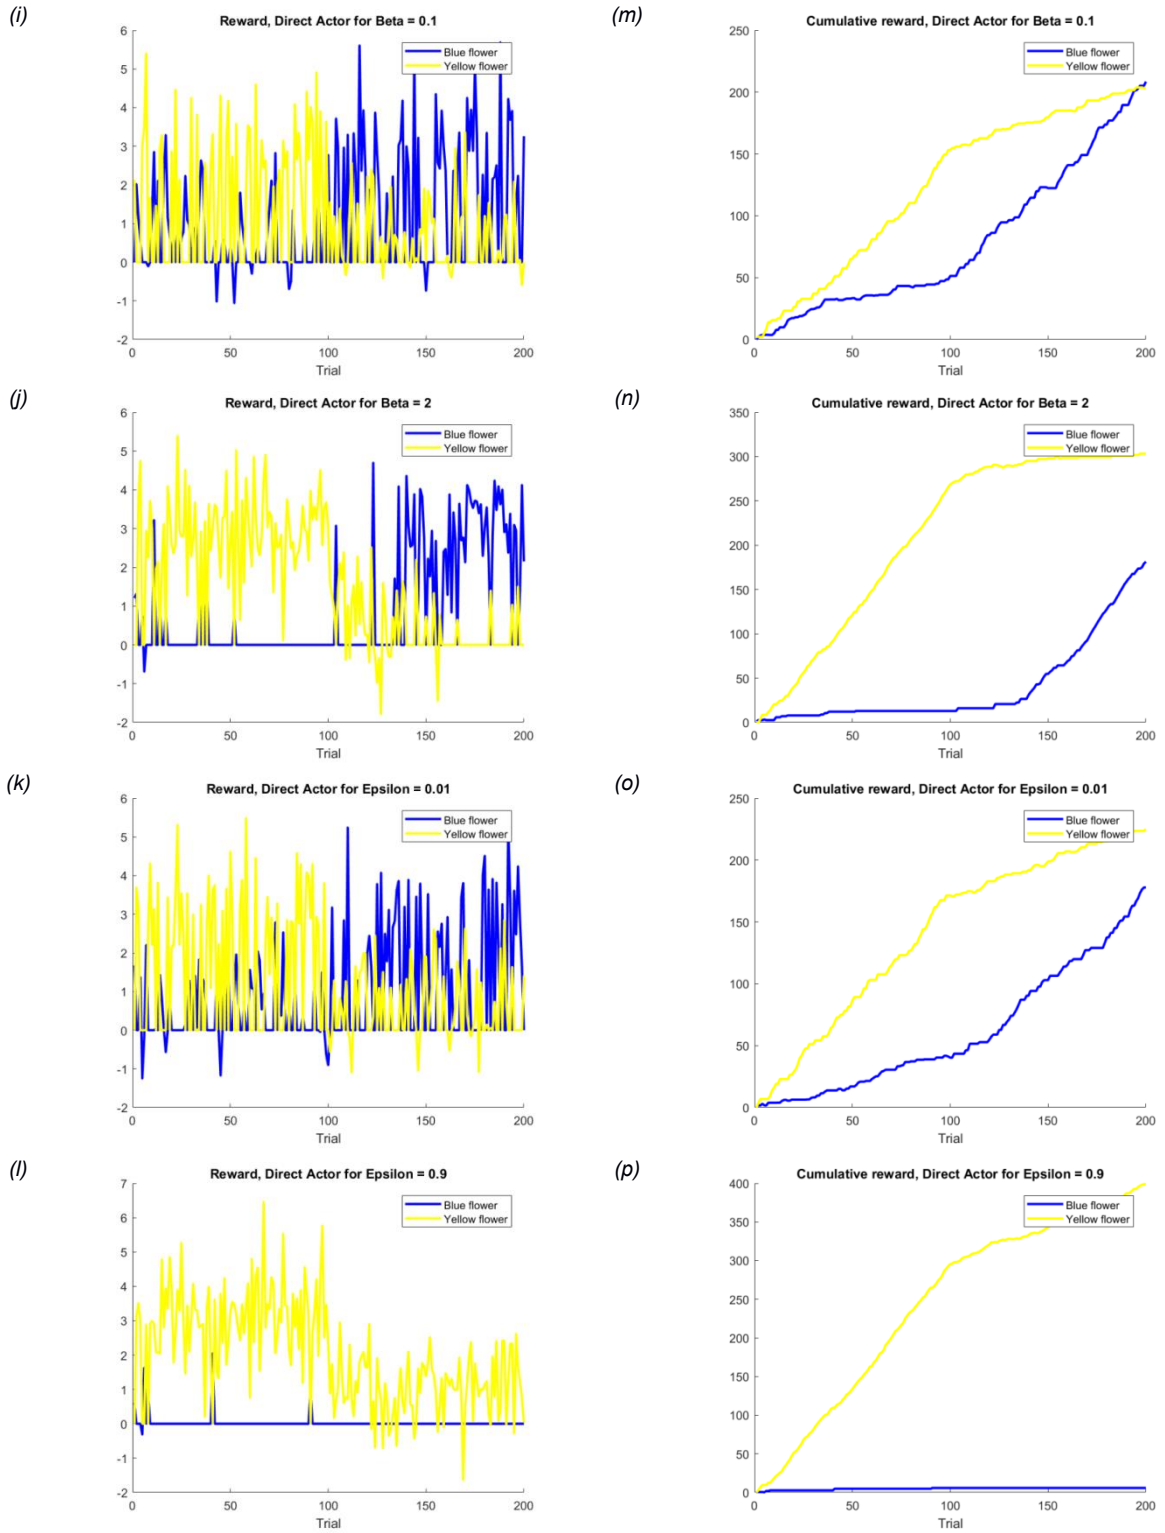 (i)
Reward, Direct Actor for Beta = 0.1
6
5
4
3
2
1
0
-1
-2
0 50 100 150 200
Trial
Blue flower
Yellow flower
(m)
Cumulative reward, Direct Actor for Beta = 0.1
250
200
150
100
50
0
0 50 100 150 200
Trial
Blue flower
Yellow flower
(j)
Reward, Direct Actor for Beta = 2
6
5
4
3
2
1
0
-1
-2
0 50 100 150 200
Trial
Blue flower
Yellow flower
(n)
Cumulative reward, Direct Actor for Beta = 2
350
300
250
200
150
100
50
0
0 50 100 150 200
Trial
Blue flower
Yellow flower
(k)
Reward, Direct Actor for Epsilon = 0.01
6
5
4
3
2
1
0
-1
-2
0 50 100 150 200
Trial
Blue flower
Yellow flower
(o)
Cumulative reward, Direct Actor for Epsilon = 0.01
250
200
150
100
50
0
0 50 100 150 200
Trial
Blue flower
Yellow flower
(l)
Reward, Direct Actor for Epsilon = 0.9
7
6
5
4
3
2
1
0
-1
-2
0 50 100 150 200
Trial
Blue flower
Yellow flower
(p)
Cumulative reward, Direct Actor for Epsilon = 0.9
400
350
300
250
200
150
100
50
0
0 50 100 150 200
Trial
Blue flower
Yellow flower